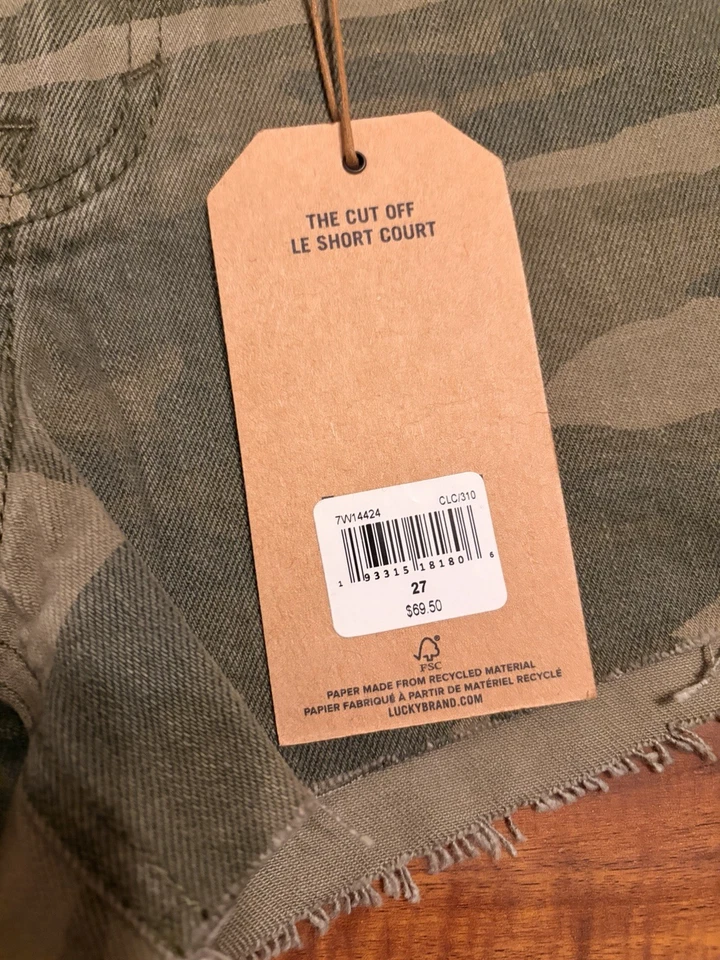 THE CUT OFF
LE SHORT COURT
7W14424 CLC/310
1 93315 18180 6
27
$69.50
FSC
PAPER MADE FROM RECYCLED MATERIAL
PAPIER FABRIQUÉ À PARTIR DE MATÉRIEL RECYCLÉ
LUCKYBRAND.COM